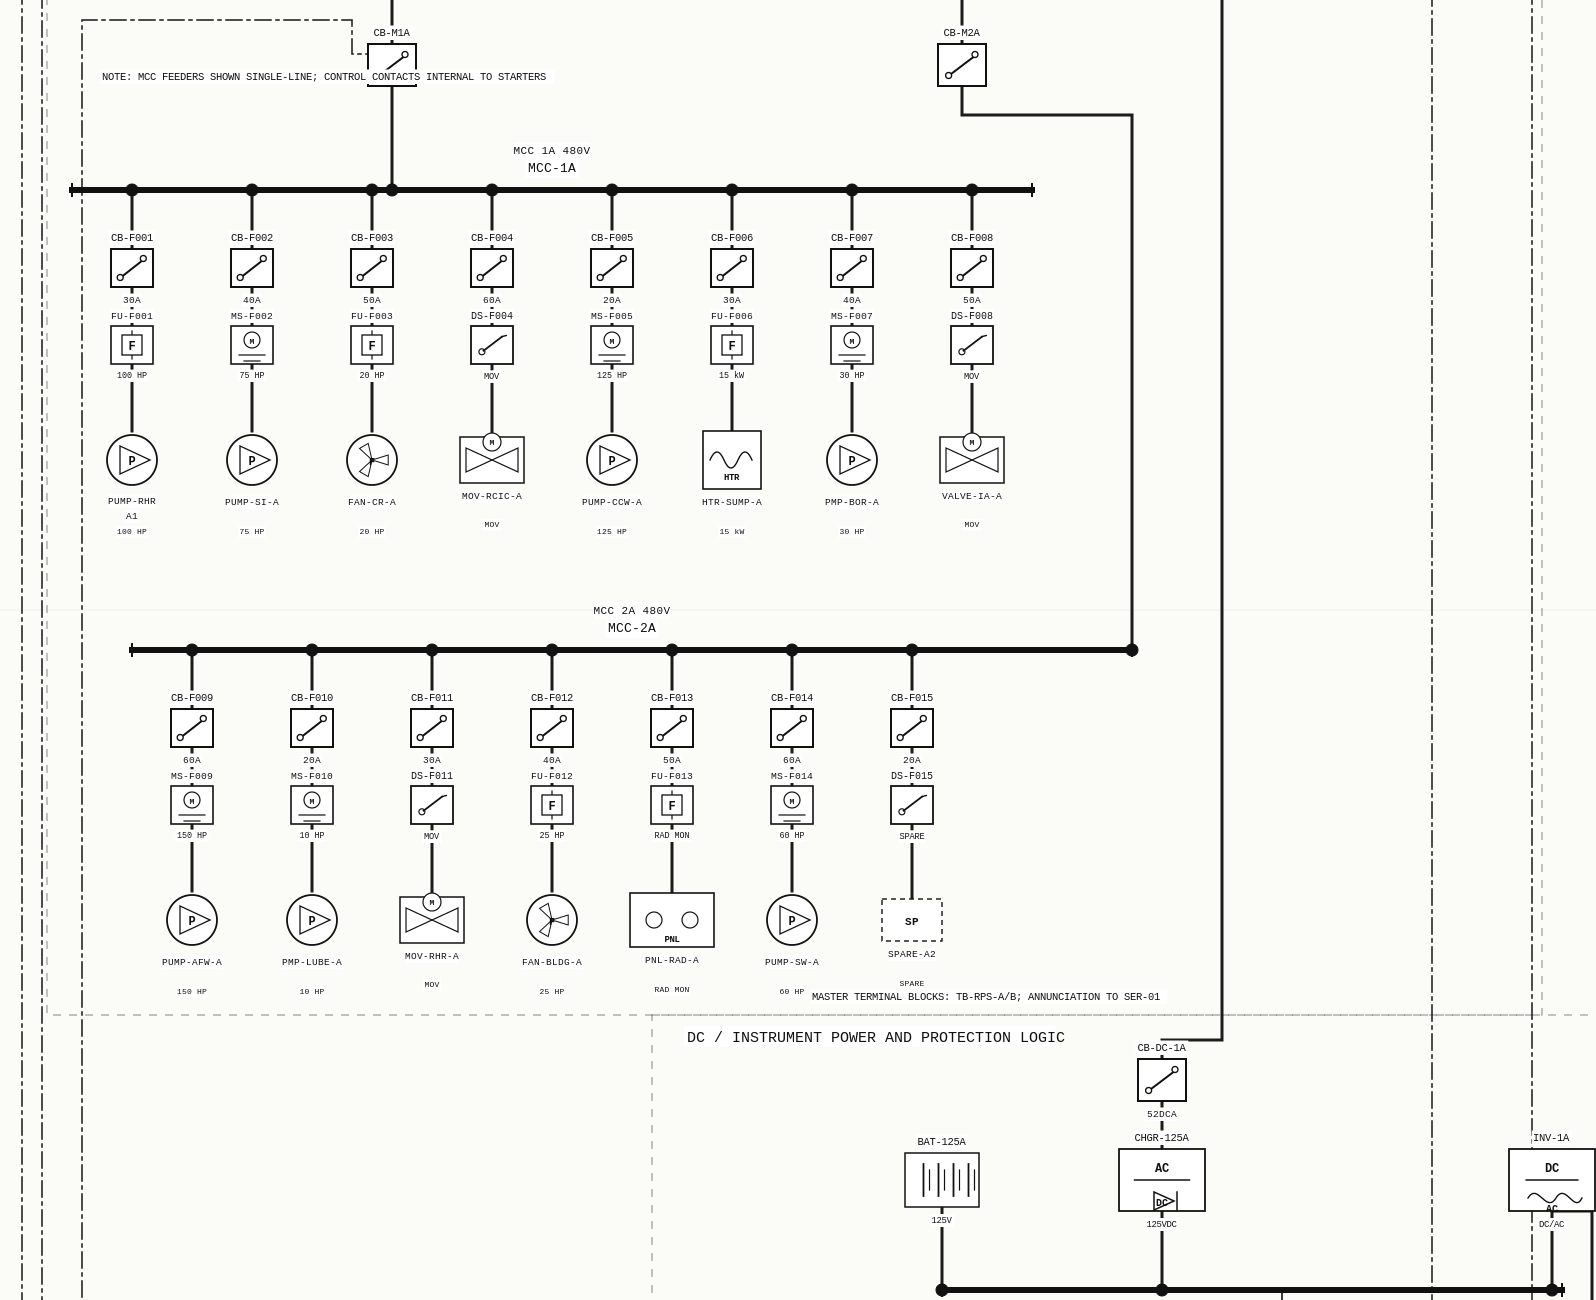 CB-M1A
CB-M2A
NOTE: MCC FEEDERS SHOWN SINGLE-LINE; CONTROL CONTACTS INTERNAL TO STARTERS
MCC 1A 480V
MCC-1A
CB-F001 CB-F002 CB-F003 CB-F004 CB-F005 CB-F006 CB-F007 CB-F008
30A 40A 50A 60A 20A 30A 40A 50A
FU-F001 MS-F002 FU-F003 DS-F004 MS-F005 FU-F006 MS-F007 DS-F008
F M F M F M
100 HP 75 HP 20 HP MOV 125 HP 15 kW 30 HP MOV
M M
P P P P
HTR
PUMP-RHR PUMP-SI-A FAN-CR-A MOV-RCIC-A PUMP-CCW-A HTR-SUMP-A PMP-BOR-A VALVE-IA-A
A1
100 HP 75 HP 20 HP MOV 125 HP 15 kW 30 HP MOV
MCC 2A 480V
MCC-2A
CB-F009 CB-F010 CB-F011 CB-F012 CB-F013 CB-F014 CB-F015
60A 20A 30A 40A 50A 60A 20A
MS-F009 MS-F010 DS-F011 FU-F012 FU-F013 MS-F014 DS-F015
M M F F M
150 HP 10 HP MOV 25 HP RAD MON 60 HP SPARE
M
P P P SP
PNL
PUMP-AFW-A PMP-LUBE-A MOV-RHR-A FAN-BLDG-A PNL-RAD-A PUMP-SW-A SPARE-A2
150 HP 10 HP MOV 25 HP RAD MON 60 HP SPARE
MASTER TERMINAL BLOCKS: TB-RPS-A/B; ANNUNCIATION TO SER-01
DC / INSTRUMENT POWER AND PROTECTION LOGIC
CB-DC-1A
52DCA
BAT-125A CHGR-125A INV-1A
AC DC
DC AC
125V 125VDC DC/AC